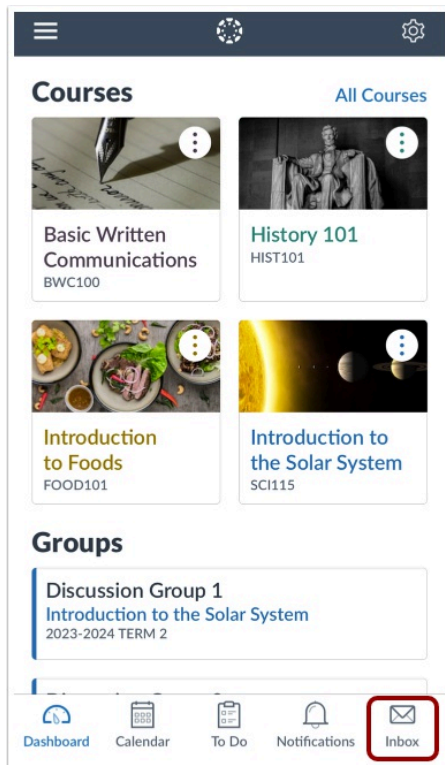 Courses
All Courses
Basic Written
Communications
BWC100
History 101
HIST101
Introduction
to Foods
FOOD101
Introduction to
the Solar System
SCI115
Groups
Discussion Group 1
Introduction to the Solar System
2023-2024 TERM 2
Dashboard
Calendar
To Do
Notifications
Inbox